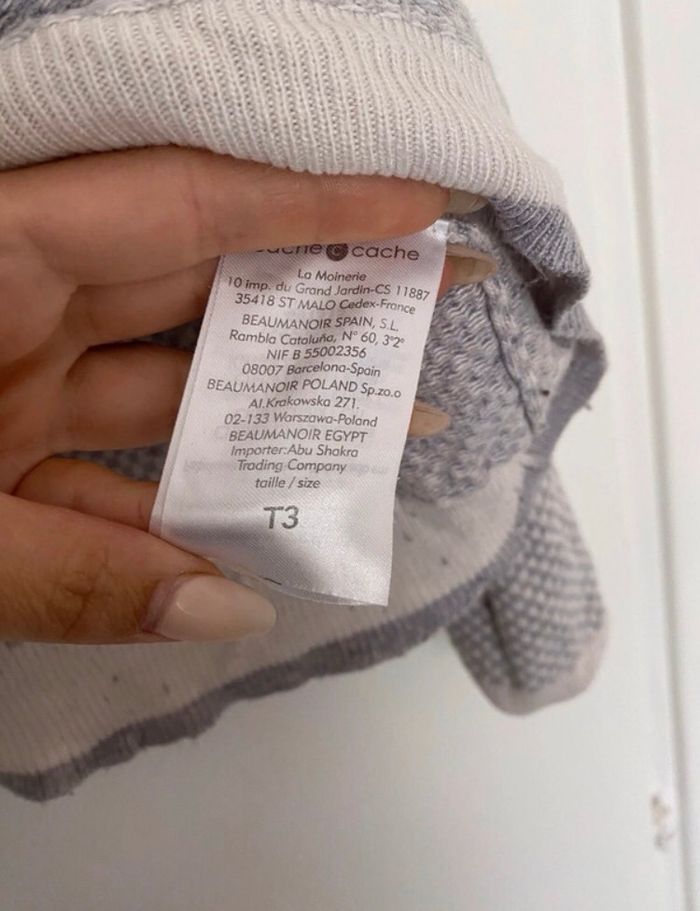 cache cache
La Moinerie
10 imp. du Grand Jardin-CS 11887
35418 ST MALO Cedex-France
BEAUMANOIR SPAIN, S.L.
Rambla Cataluña, N° 60, 3°2°
NIF B 55002356
08007 Barcelona-Spain
BEAUMANOIR POLAND Sp.zo.o
Al.Krakowska 271.
02-133 Warszawa-Poland
BEAUMANOIR EGYPT
Importer:Abu Shakra
Trading Company
taille / size
T3